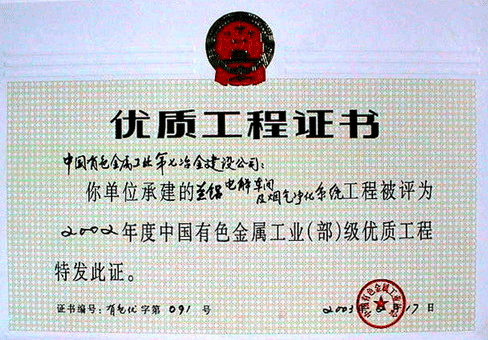 优质工程证书
中国有色金属工业第七冶金建设公司：
你单位承建的兰铝电解车间及烟气净化系统工程被评为
2002年度中国有色金属工业(部)级优质工程
特发此证。
证书编号：有色优字第091号
2003 17日